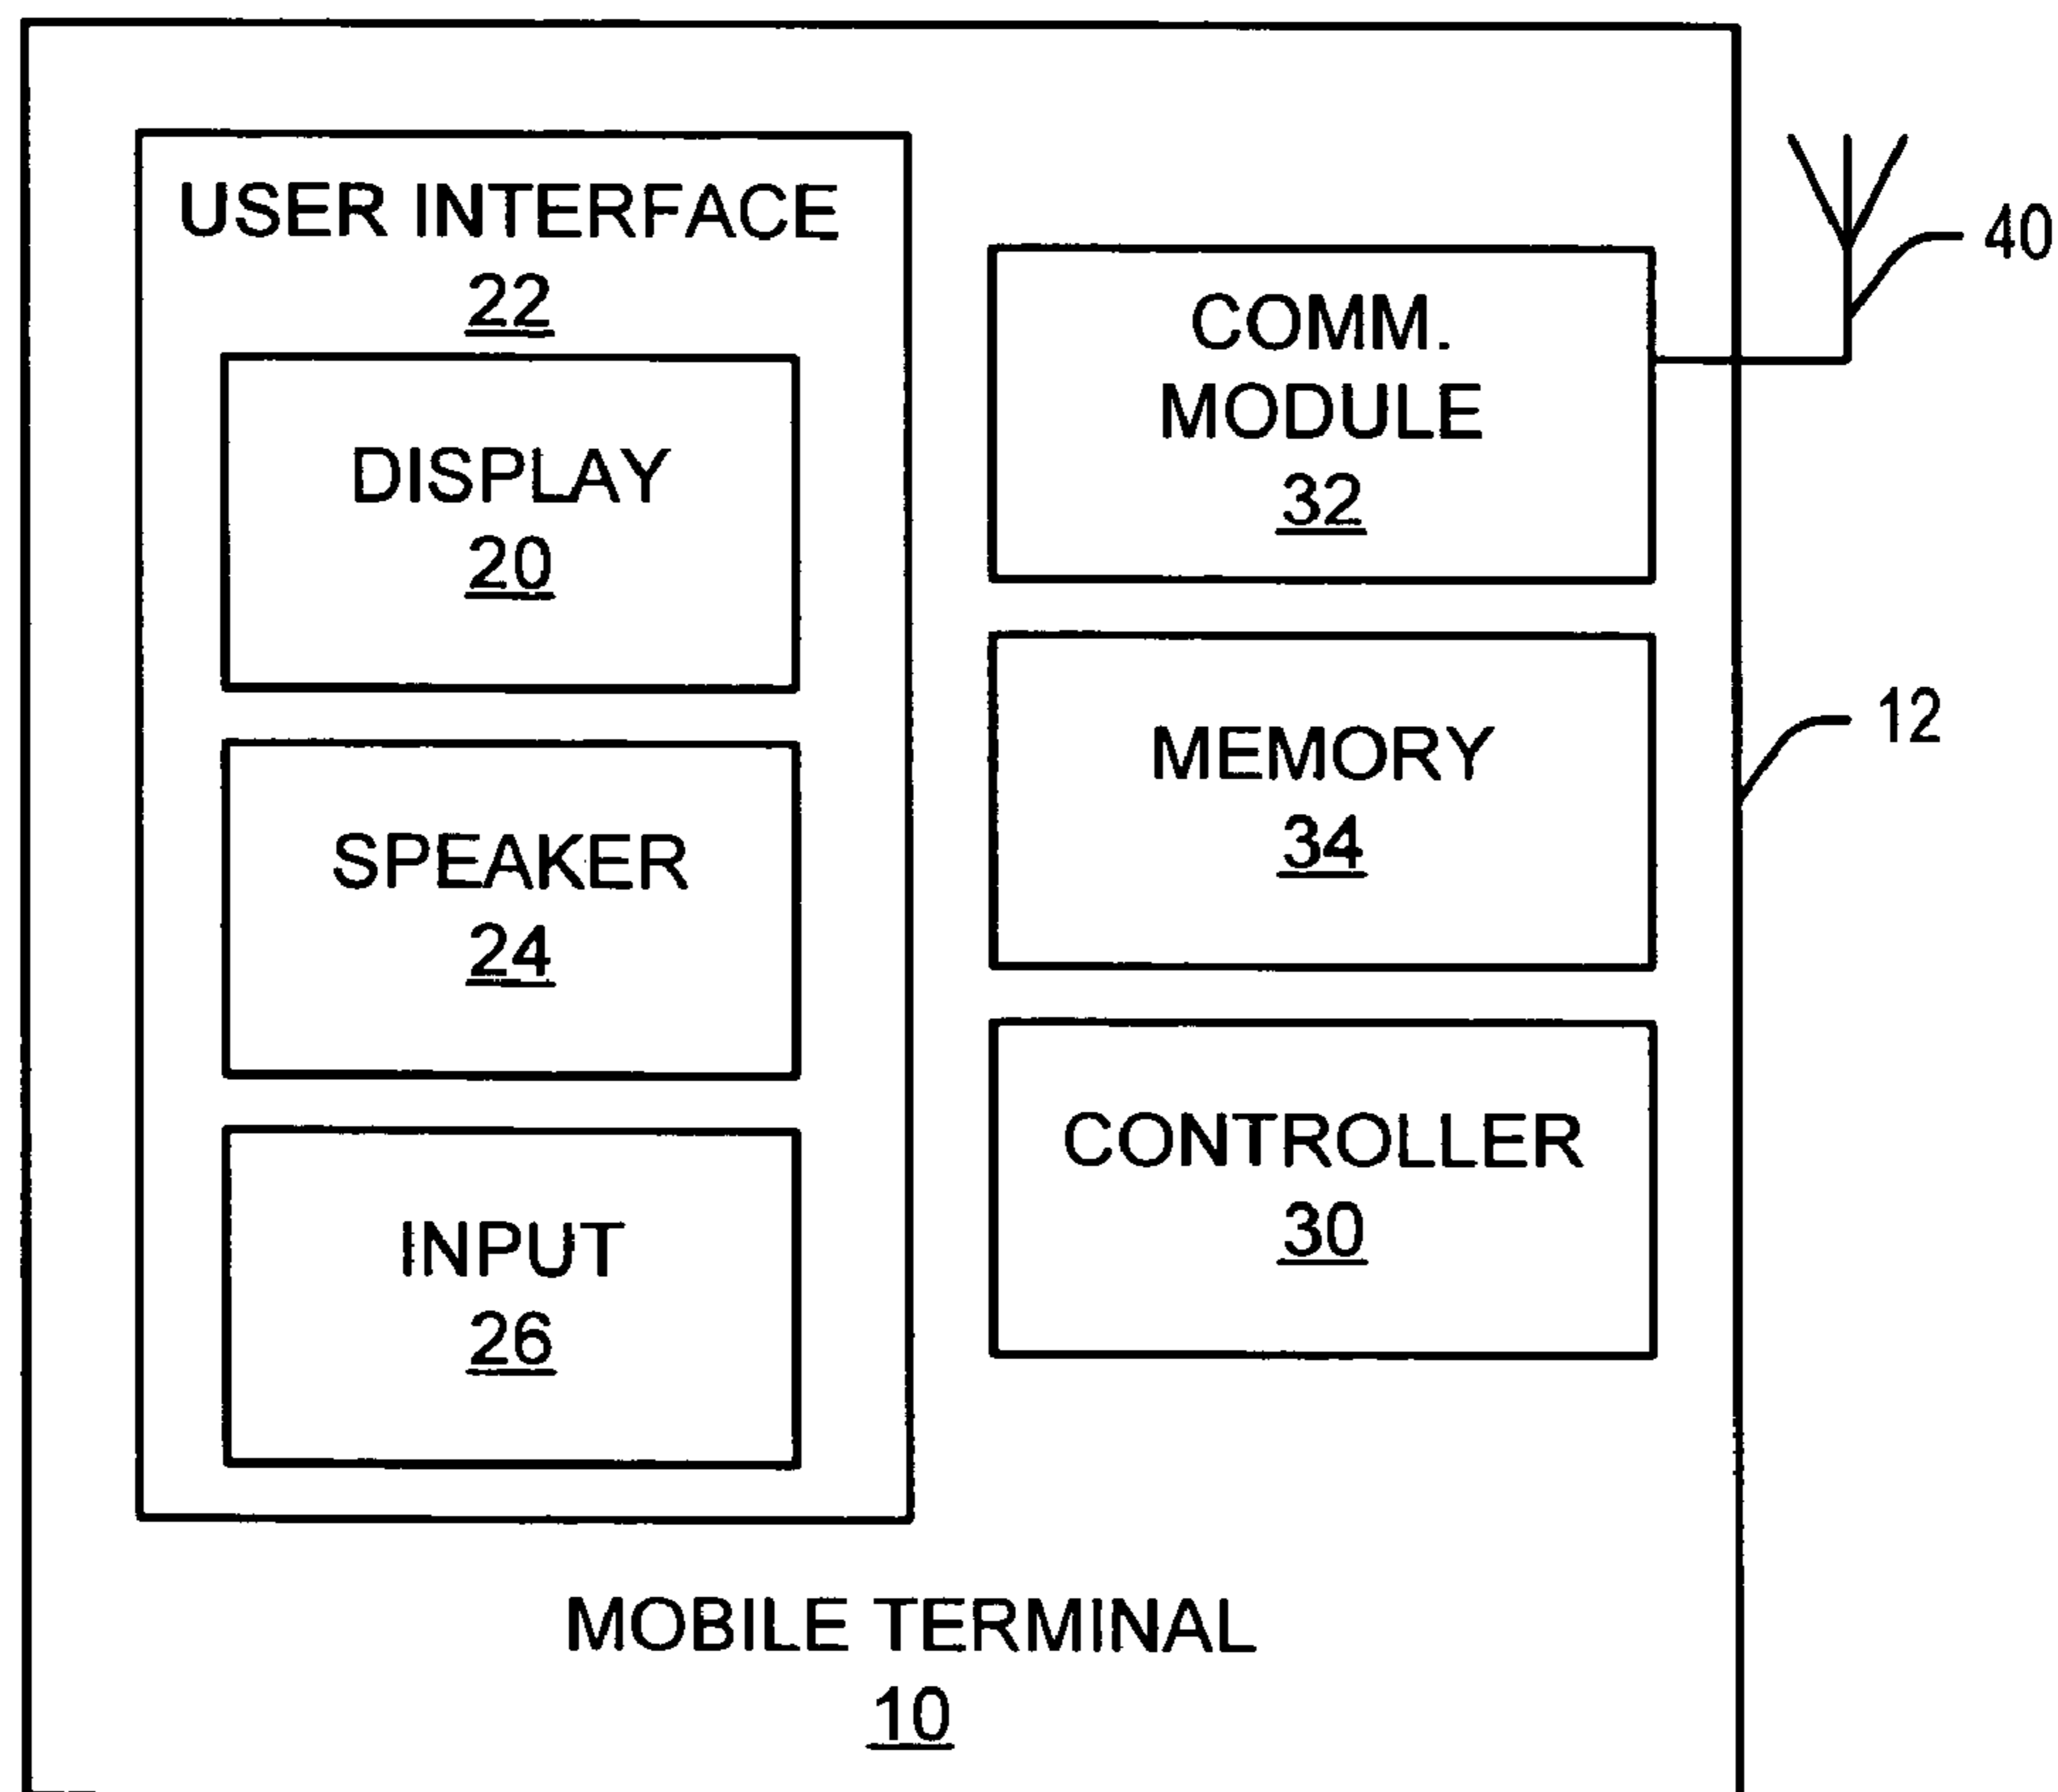 USER INTERFACE
22
DISPLAY
20
SPEAKER
24
INPUT
26
COMM.
MODULE
32
MEMORY
34
CONTROLLER
30
40
12
MOBILE TERMINAL
10